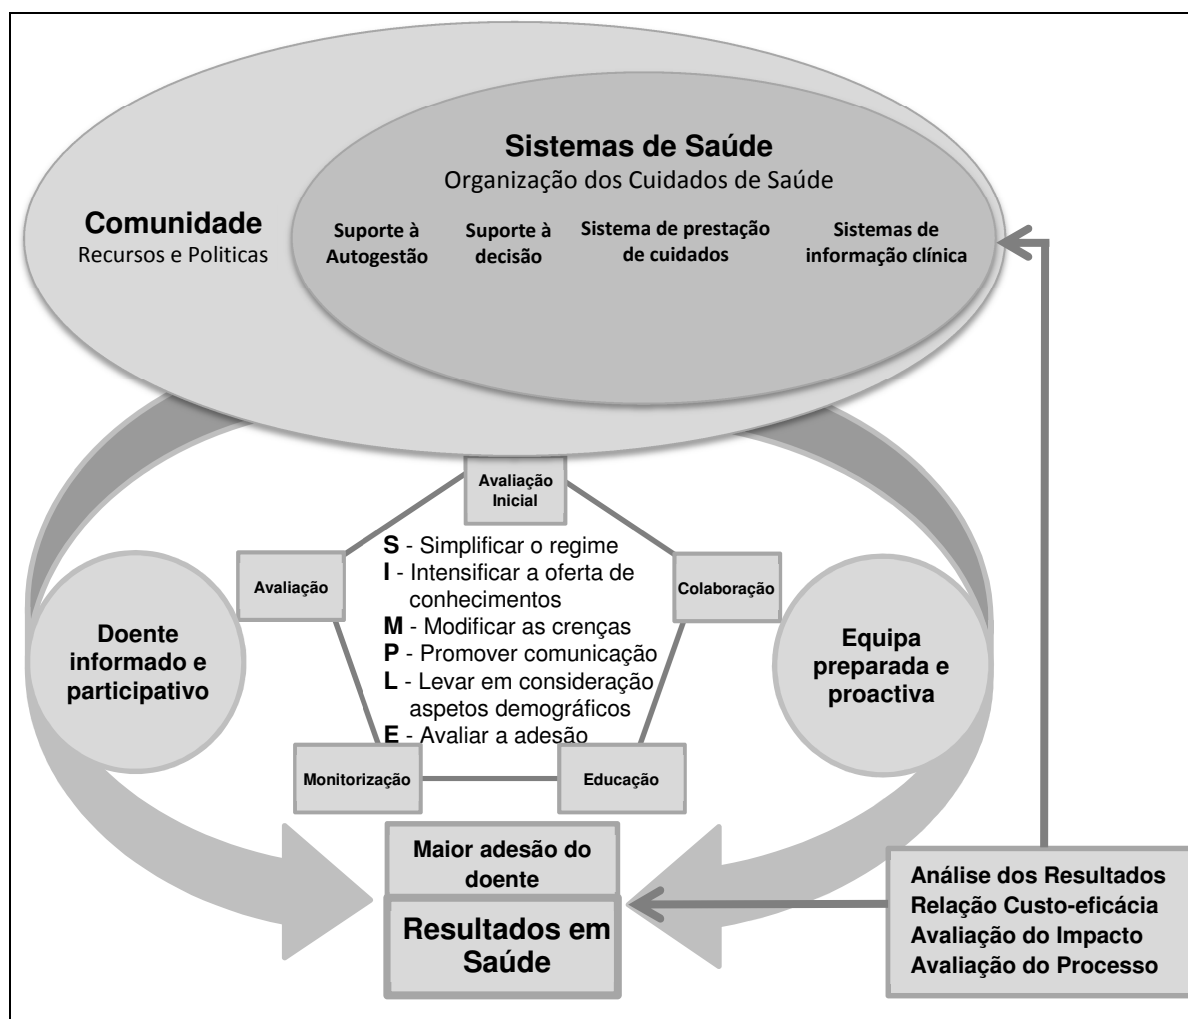 Sistemas de Saúde
Organização dos Cuidados de Saúde
Comunidade
Recursos e Politicas
Suporte à
Autogestão
Suporte à
decisão
Sistema de prestação
de cuidados
Sistemas de
informação clínica
Avaliação
Inicial
Avaliação
Colaboração
S - Simplificar o regime
I - Intensificar a oferta de
conhecimentos
M - Modificar as crenças
P - Promover comunicação
L - Levar em consideração
aspetos demográficos
E - Avaliar a adesão
Doente
informado e
participativo
Equipa
preparada e
proactiva
Monitorização
Educação
Maior adesão do
doente
Resultados em
Saúde
Análise dos Resultados
Relação Custo-eficácia
Avaliação do Impacto
Avaliação do Processo